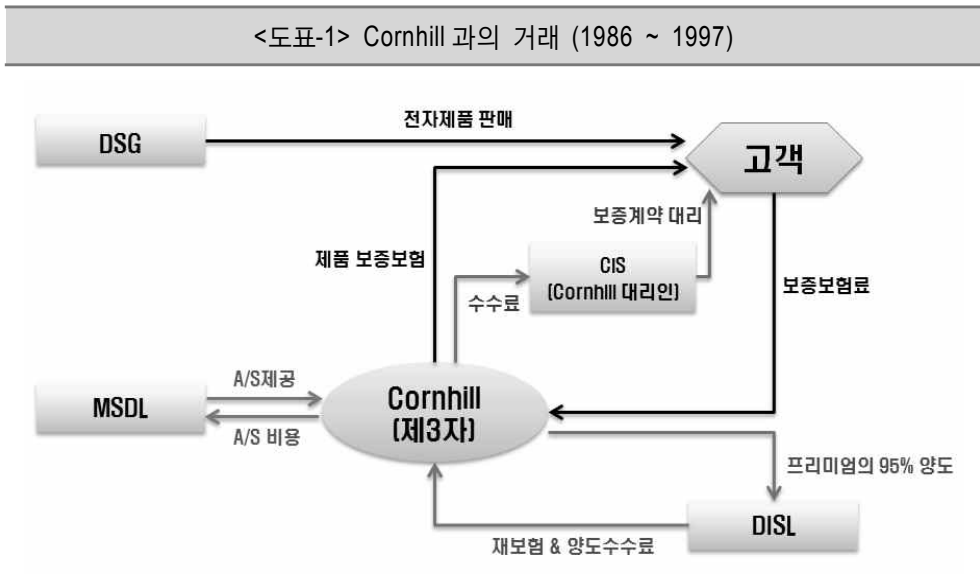 <도표-1> Cornhill 과의 거래 (1986 ~ 1997)
전자제품 판매
DSG
고객
보증계약 대리
제품 보증보험
CIS
(Cornhill 대리인)
보증보험료
수수료
A/S제공
MSDL
Cornhill
(제3자)
A/S 비용
프리미엄의 95% 양도
DISL
재보험 & 양도수수료